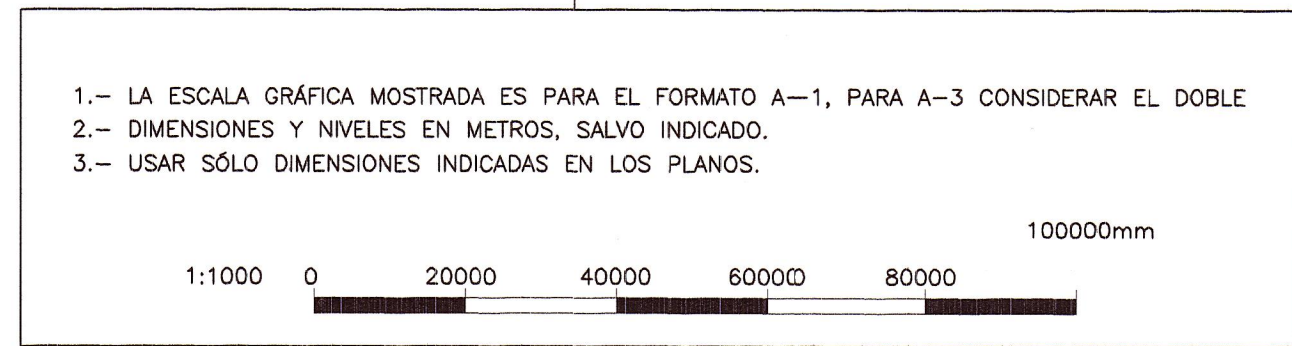 1.- LA ESCALA GRÁFICA MOSTRADA ES PARA EL FORMATO A-1, PARA A-3 CONSIDERAR EL DOBLE
2.- DIMENSIONES Y NIVELES EN METROS, SALVO INDICADO.
3.- USAR SÓLO DIMENSIONES INDICADAS EN LOS PLANOS.
100000mm
1:1000 0 20000 40000 60000 80000